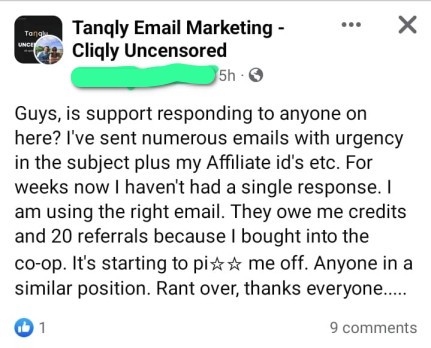 Tanqly
UNCE
Tanqly Email Marketing -
Cliqly Uncensored
5h ·
Guys, is support responding to anyone on
here? I've sent numerous emails with urgency
in the subject plus my Affiliate id's etc. For
weeks now I haven't had a single response. I
am using the right email. They owe me credits
and 20 referrals because I bought into the
co-op. It's starting to pi☆☆ me off. Anyone in a
similar position. Rant over, thanks everyone.....
1
9 comments